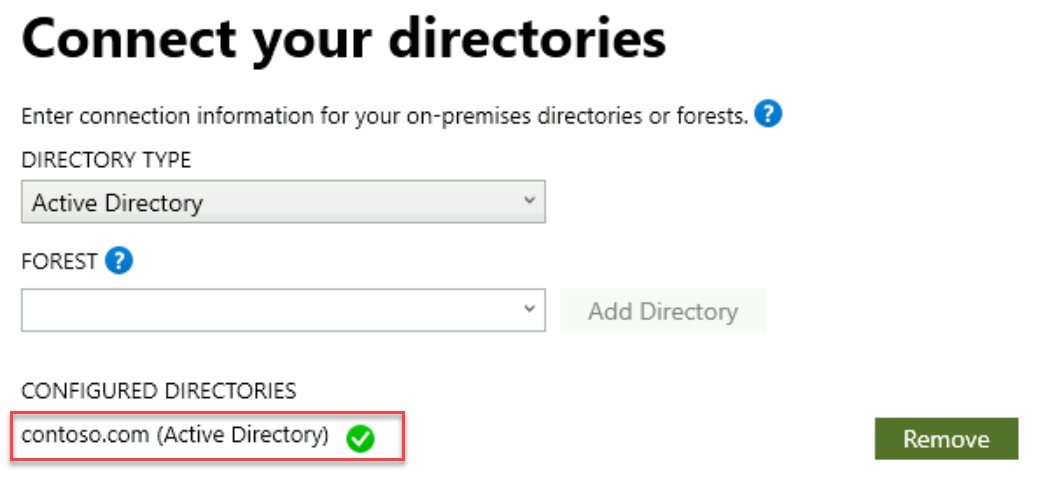 Connect your directories
Enter connection information for your on-premises directories or forests. ?
DIRECTORY TYPE
Active Directory
FOREST ?
Add Directory
CONFIGURED DIRECTORIES
contoso.com (Active Directory)
Remove